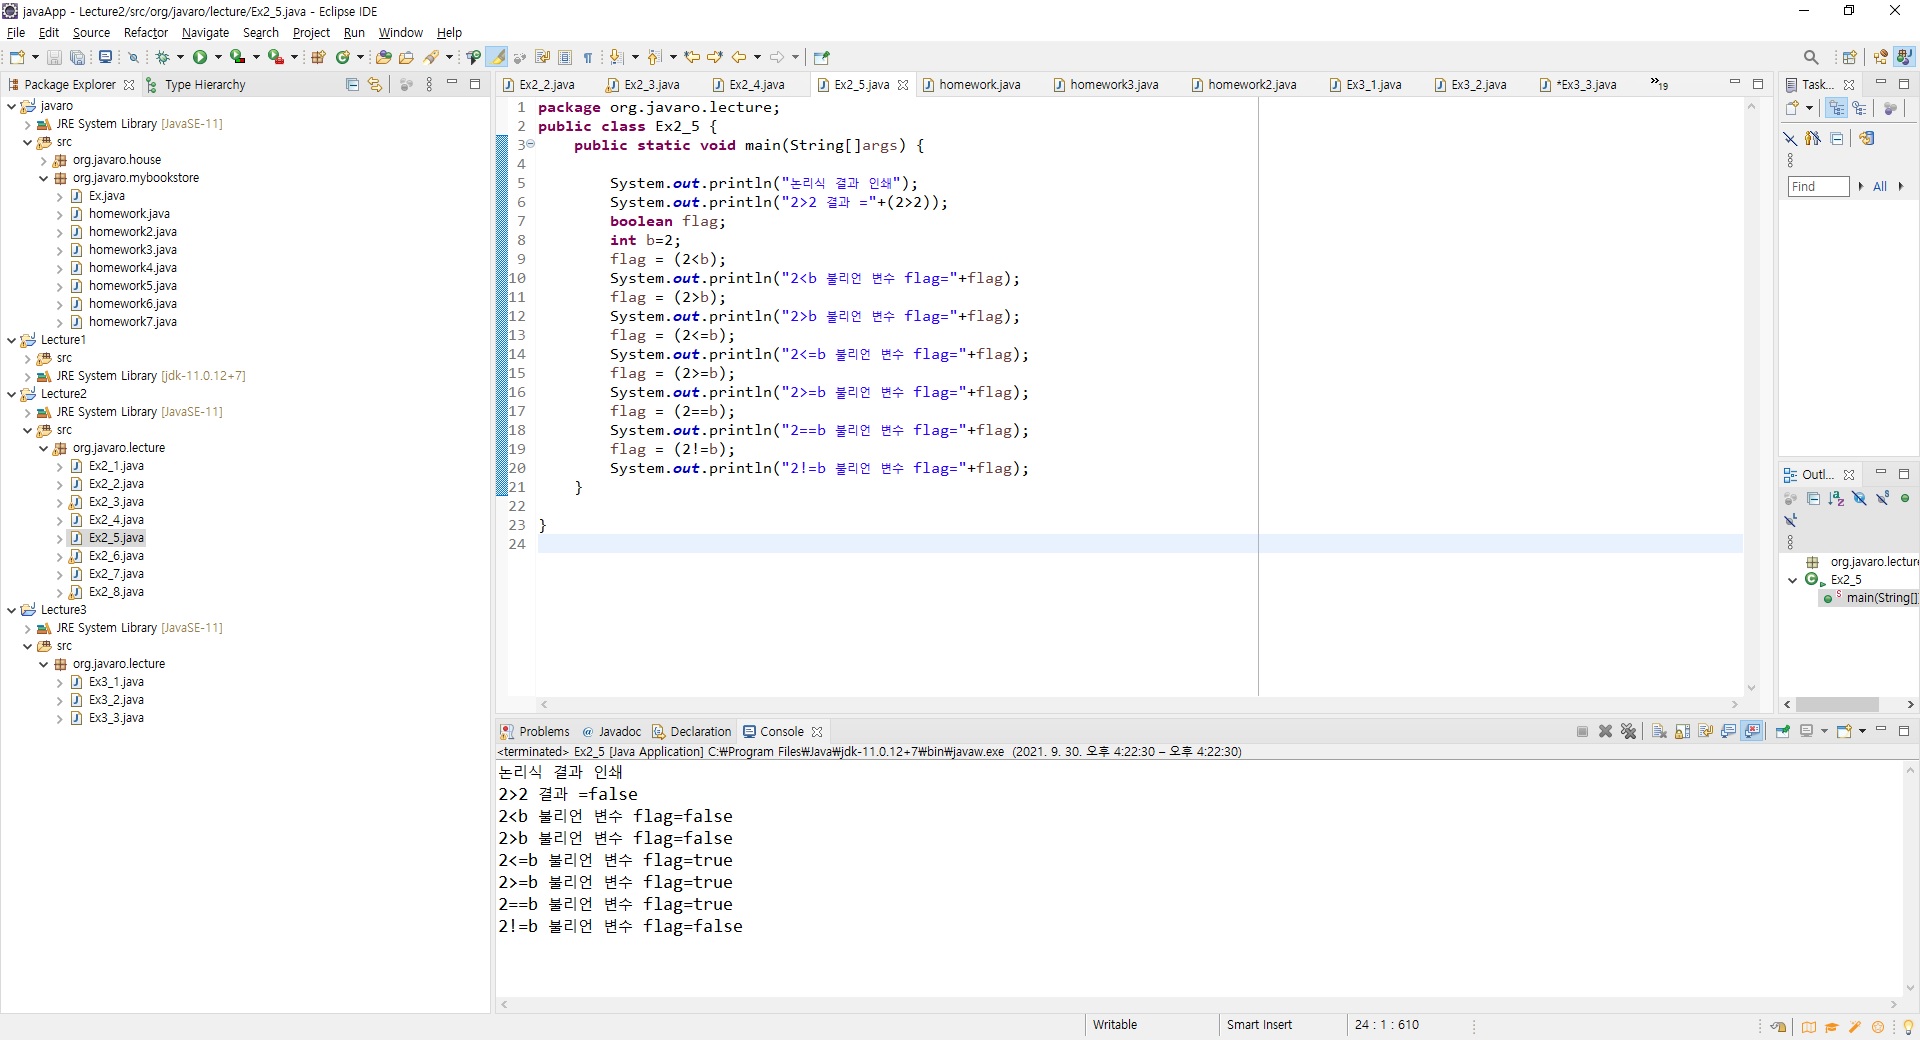 javaApp - Lecture2/src/org/javaro/lecture/Ex2_5.java - Eclipse IDE
File Edit Source Refactor Navigate Search Project Run Window Help
Package Explorer Type Hierarchy
javaro
JRE System Library [JavaSE-11]
src
org.javaro.house
org.javaro.mybookstore
Ex.java
homework.java
homework2.java
homework3.java
homework4.java
homework5.java
homework6.java
homework7.java
Lecture1
src
JRE System Library [jdk-11.0.12+7]
Lecture2
JRE System Library [JavaSE-11]
src
org.javaro.lecture
Ex2_1.java
Ex2_2.java
Ex2_3.java
Ex2_4.java
Ex2_5.java
Ex2_6.java
Ex2_7.java
Ex2_8.java
Lecture3
JRE System Library [JavaSE-11]
src
org.javaro.lecture
Ex3_1.java
Ex3_2.java
Ex3_3.java
Ex2_2.java Ex2_3.java Ex2_4.java Ex2_5.java homework.java homework3.java homework2.java Ex3_1.java Ex3_2.java *Ex3_3.java »19
1 package org.javaro.lecture;
2 public class Ex2_5 {
3 public static void main(String[]args) {
4
5 System.out.println("논리식 결과 인쇄");
6 System.out.println("2>2 결과 ="+(2>2));
7 boolean flag;
8 int b=2;
9 flag = (2<b);
10 System.out.println("2<b 불리언 변수 flag="+flag);
11 flag = (2>b);
12 System.out.println("2>b 불리언 변수 flag="+flag);
13 flag = (2<=b);
14 System.out.println("2<=b 불리언 변수 flag="+flag);
15 flag = (2>=b);
16 System.out.println("2>=b 불리언 변수 flag="+flag);
17 flag = (2==b);
18 System.out.println("2==b 불리언 변수 flag="+flag);
19 flag = (2!=b);
20 System.out.println("2!=b 불리언 변수 flag="+flag);
21 }
22
23 }
24
Task...
Find All
Outl...
org.javaro.lecture
Ex2_5
main(String[]
Problems Javadoc Declaration Console
<terminated> Ex2_5 [Java Application] C:₩Program Files₩Java₩jdk-11.0.12+7₩bin₩javaw.exe (2021. 9. 30. 오후 4:22:30 – 오후 4:22:30)
논리식 결과 인쇄
2>2 결과 =false
2<b 불리언 변수 flag=false
2>b 불리언 변수 flag=false
2<=b 불리언 변수 flag=true
2>=b 불리언 변수 flag=true
2==b 불리언 변수 flag=true
2!=b 불리언 변수 flag=false
Writable Smart Insert 24 : 1 : 610